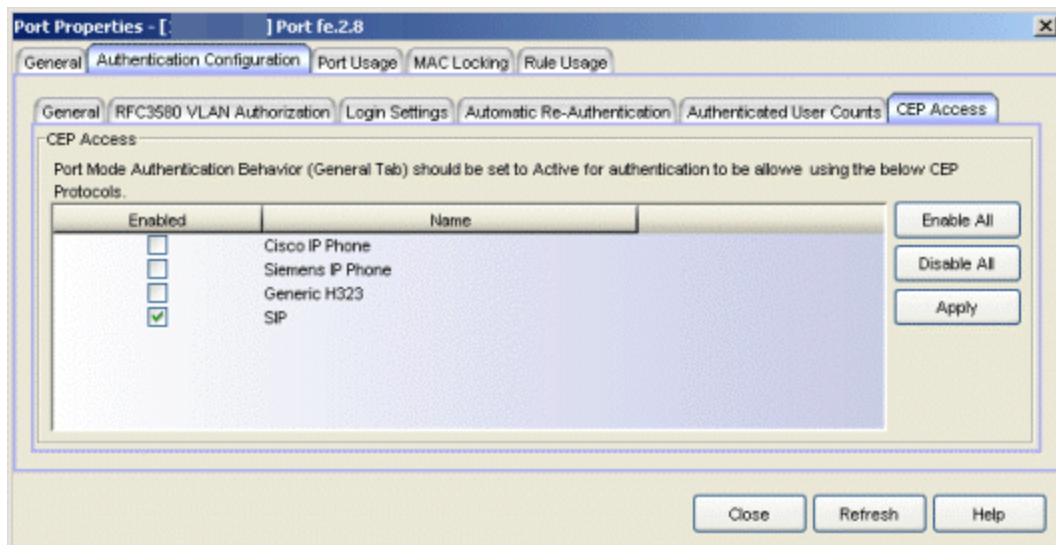 Port Properties - [ ] Port fe.2.8
General Authentication Configuration Port Usage MAC Locking Rule Usage
General RFC3580 VLAN Authorization Login Settings Automatic Re-Authentication Authenticated User Counts CEP Access
CEP Access
Port Mode Authentication Behavior (General Tab) should be set to Active for authentication to be allowe using the below CEP
Protocols.
Enabled Name
Cisco IP Phone
Siemens IP Phone
Generic H323
SIP
Enable All
Disable All
Apply
Close Refresh Help